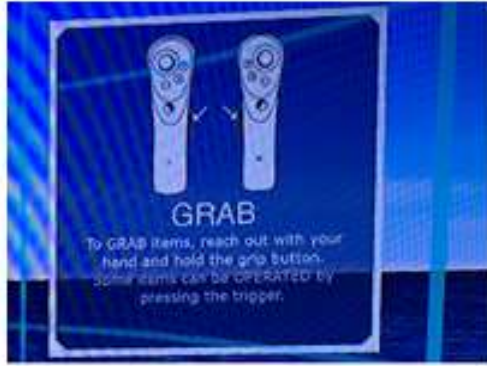 GRAB
To GRAB items, reach out with your
hand and hold the grip button.
Some items can be OPERATED by
pressing the trigger.